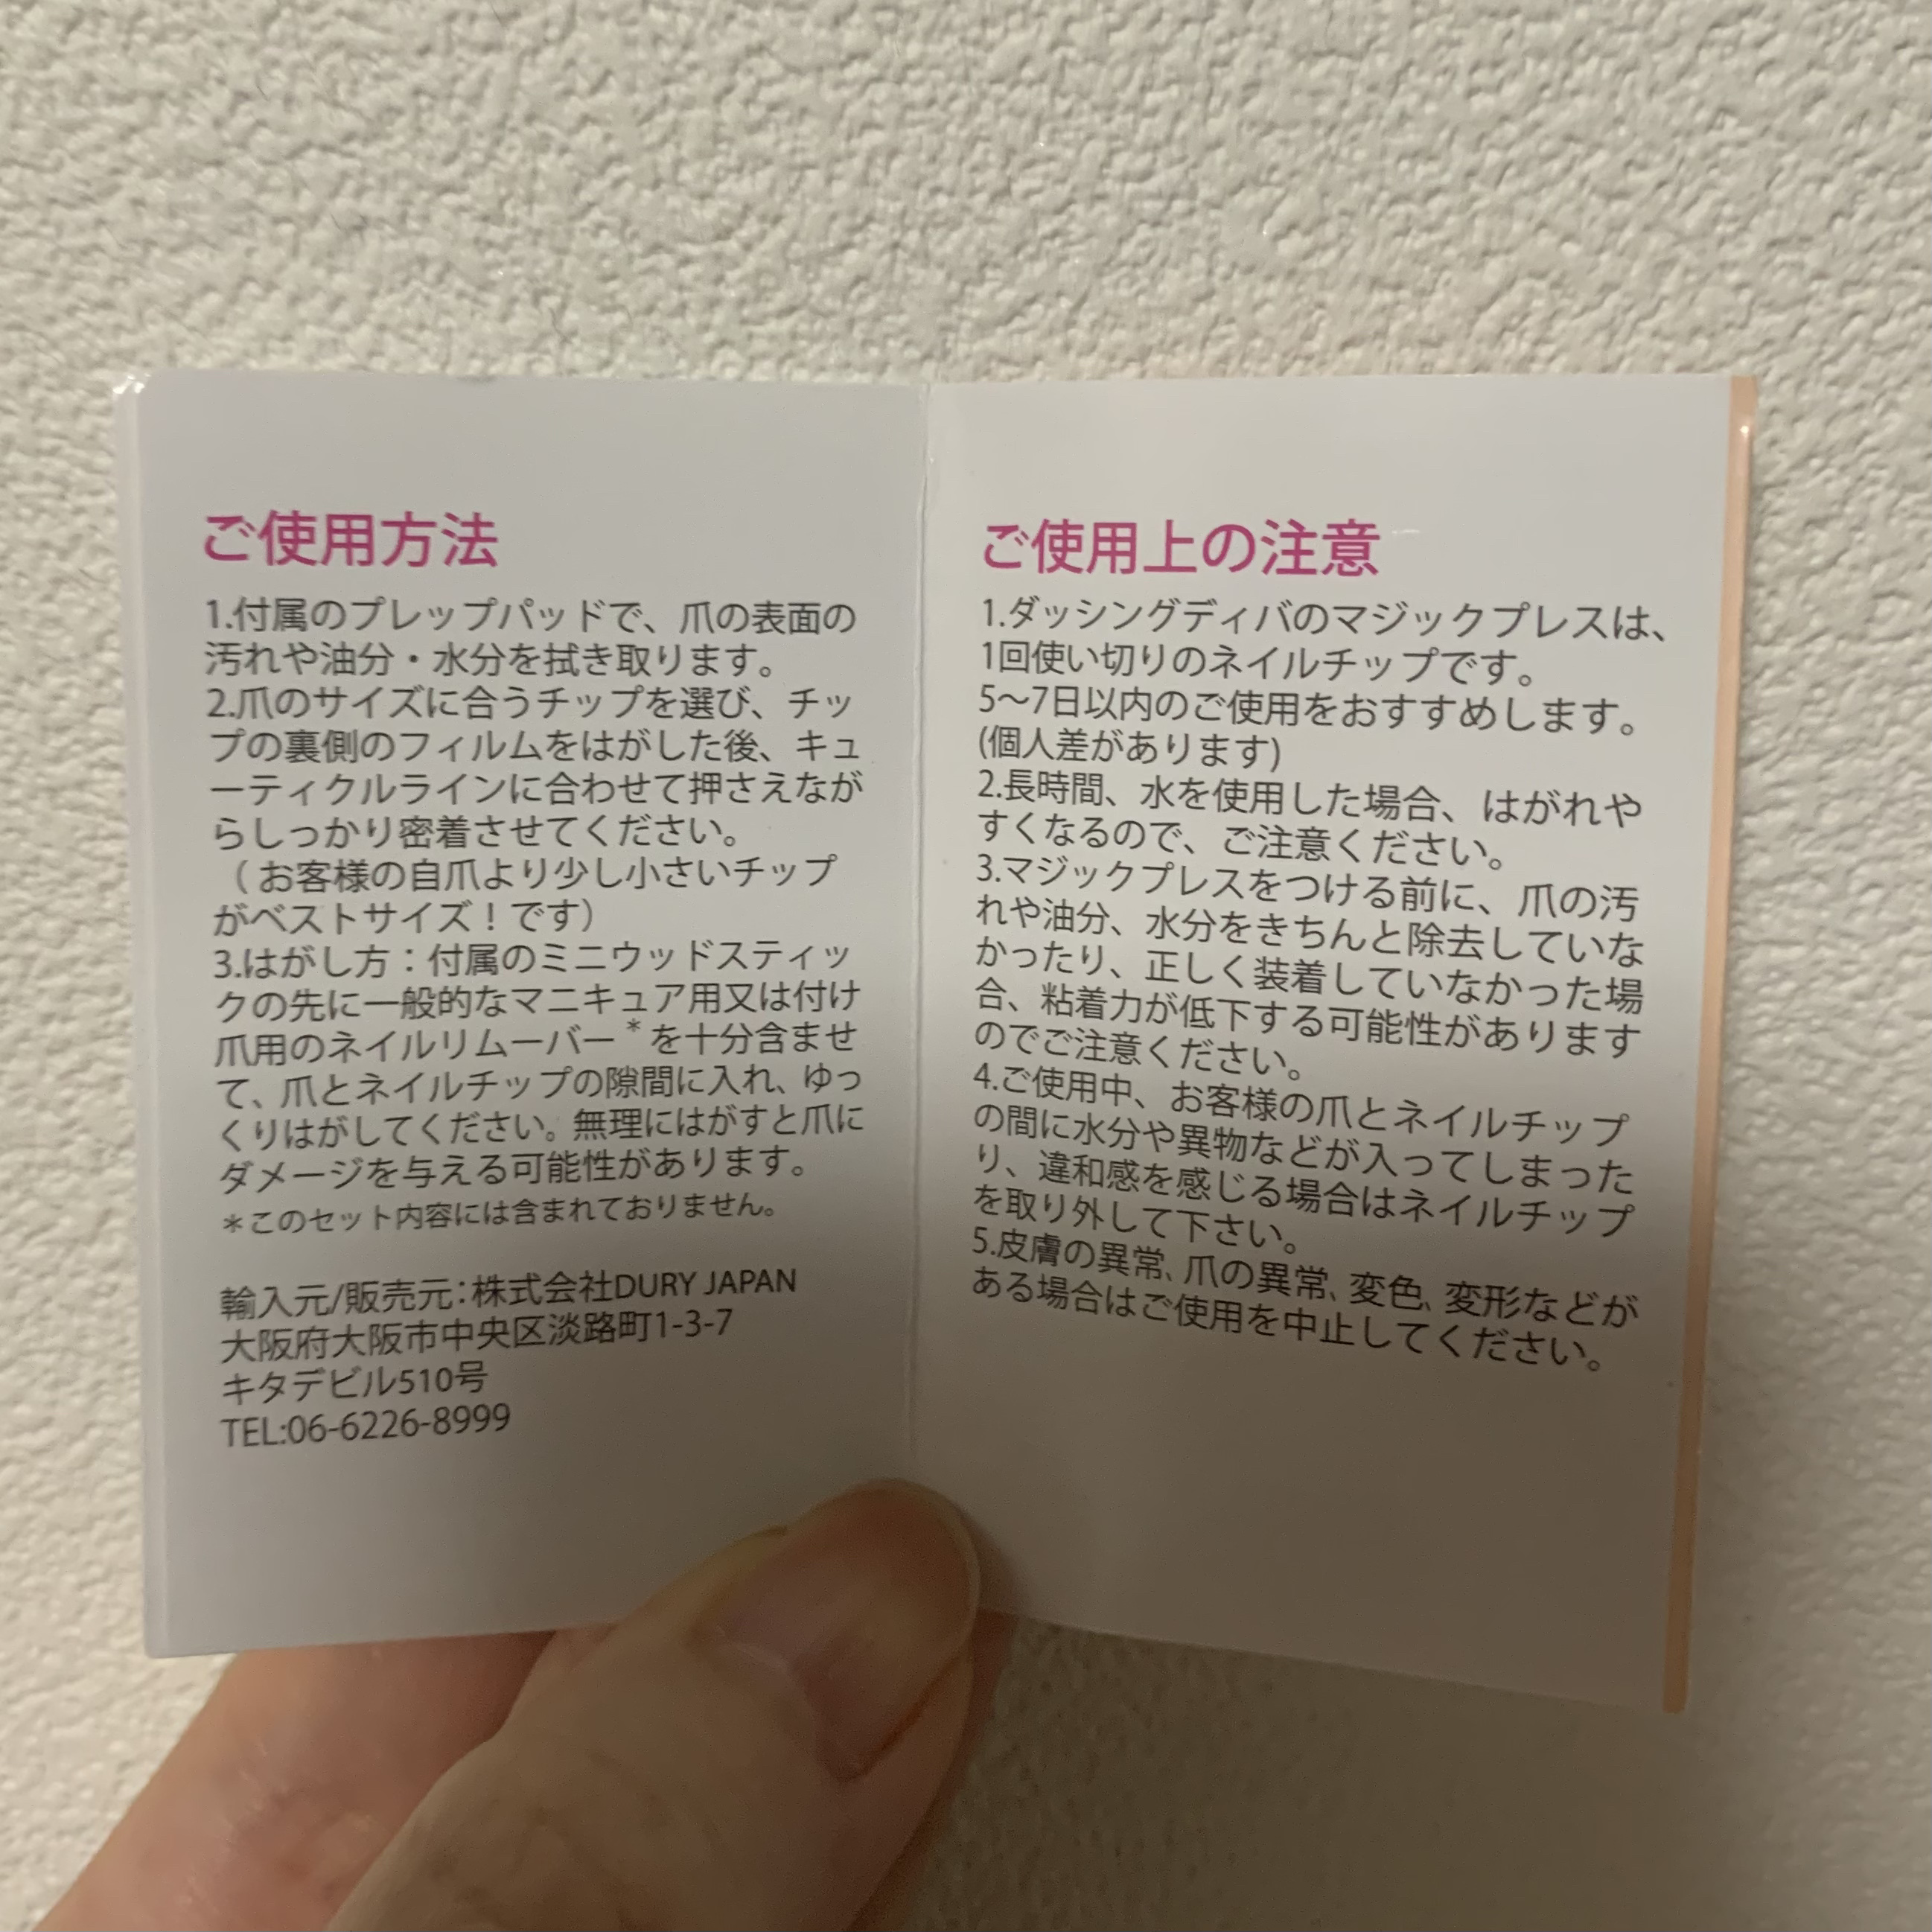 ご使用方法
1.付属のプレップパッドで、爪の表面の
汚れや油分・水分を拭き取ります。
2.爪のサイズに合うチップを選び、チッ
プの裏側のフィルムをはがした後、キュ
ーティクルラインに合わせて押さえなが
らしっかり密着させてください。
（お客様の自爪より少し小さいチップ
がベストサイズ！です）
3.はがし方：付属のミニウッドスティッ
クの先に一般的なマニキュア用又は付け
爪用のネイルリムーバー*を十分含ませ
て、爪とネイルチップの隙間に入れ、ゆっ
くりはがしてください。無理にはがすと爪に
ダメージを与える可能性があります。
＊このセット内容には含まれておりません。
輸入元/販売元：株式会社DURY JAPAN
大阪府大阪市中央区淡路町1-3-7
キタデビル510号
TEL:06-6226-8999
ご使用上の注意
1.ダッシングディバのマジックプレスは、
1回使い切りのネイルチップです。
5〜7日以内のご使用をおすすめします。
(個人差があります)
2.長時間、水を使用した場合、はがれや
すくなるので、ご注意ください。
3.マジックプレスをつける前に、爪の汚
れや油分、水分をきちんと除去していな
かったり、正しく装着していなかった場
合、粘着力が低下する可能性があります
のでご注意ください。
4.ご使用中、お客様の爪とネイルチップ
の間に水分や異物などが入ってしまった
り、違和感を感じる場合はネイルチップ
を取り外して下さい。
5.皮膚の異常、爪の異常、変色、変形などが
ある場合はご使用を中止してください。